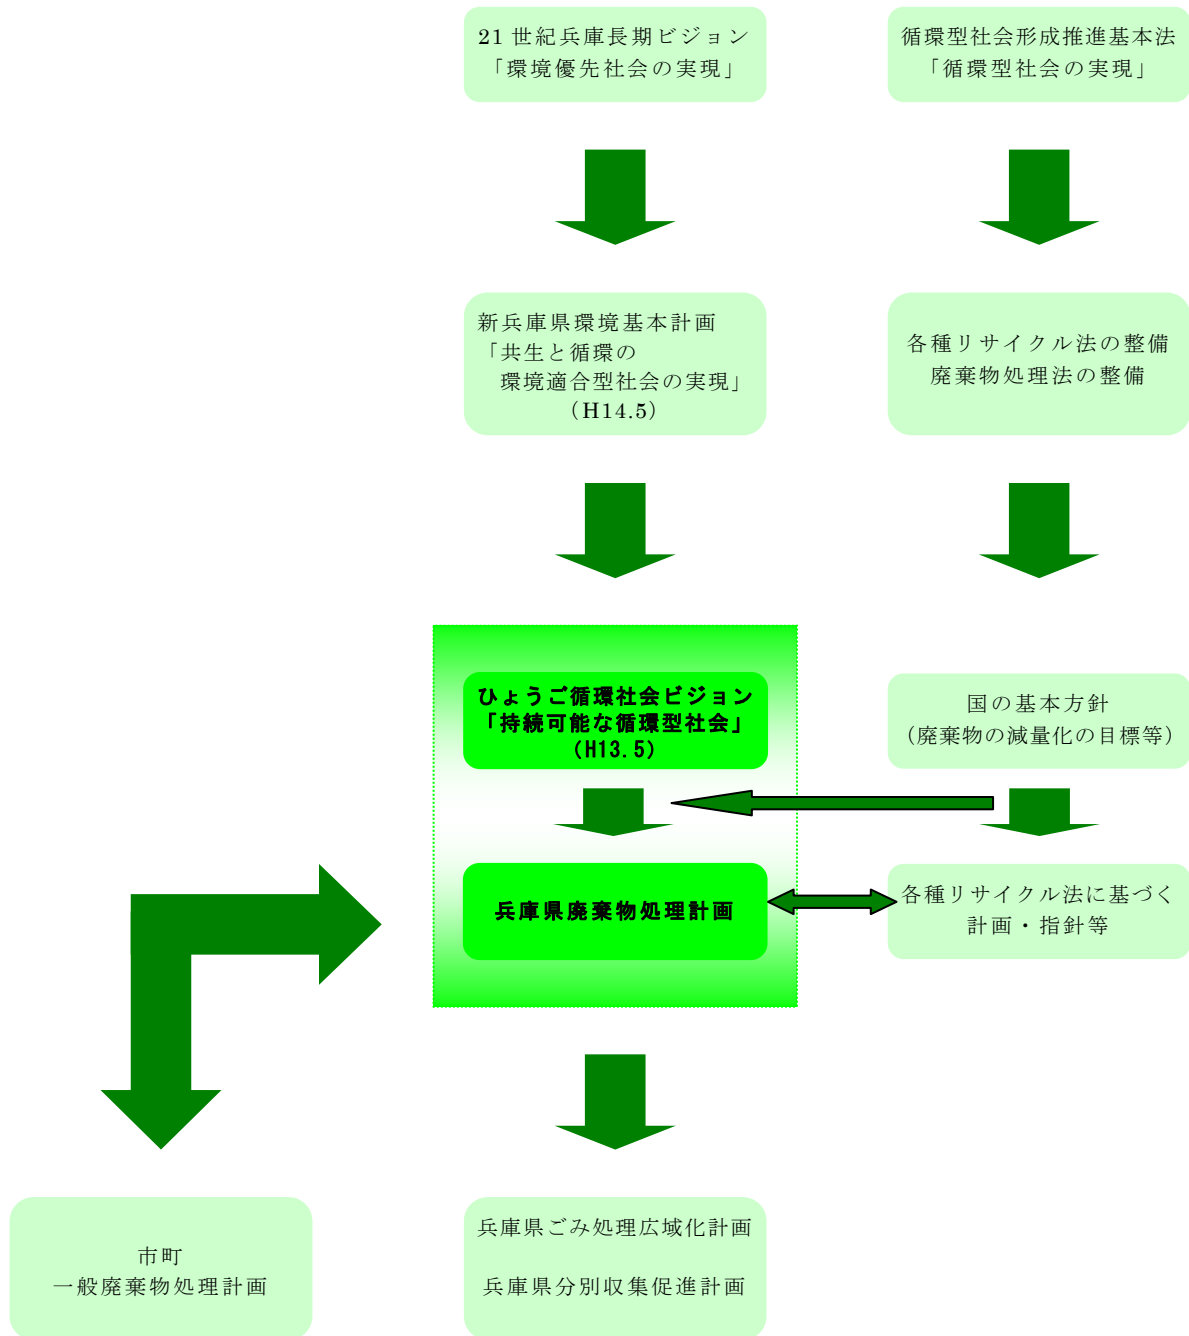 21 世紀兵庫長期ビジョン
「環境優先社会の実現」
循環型社会形成推進基本法
「循環型社会の実現」
新兵庫県環境基本計画
「共生と循環の
環境適合型社会の実現」
（H14.5）
各種リサイクル法の整備
廃棄物処理法の整備
ひょうご循環社会ビジョン
「持続可能な循環型社会」
(H13.5)
国の基本方針
（廃棄物の減量化の目標等）
兵庫県廃棄物処理計画
各種リサイクル法に基づく
計画・指針等
市町
一般廃棄物処理計画
兵庫県ごみ処理広域化計画
兵庫県分別収集促進計画